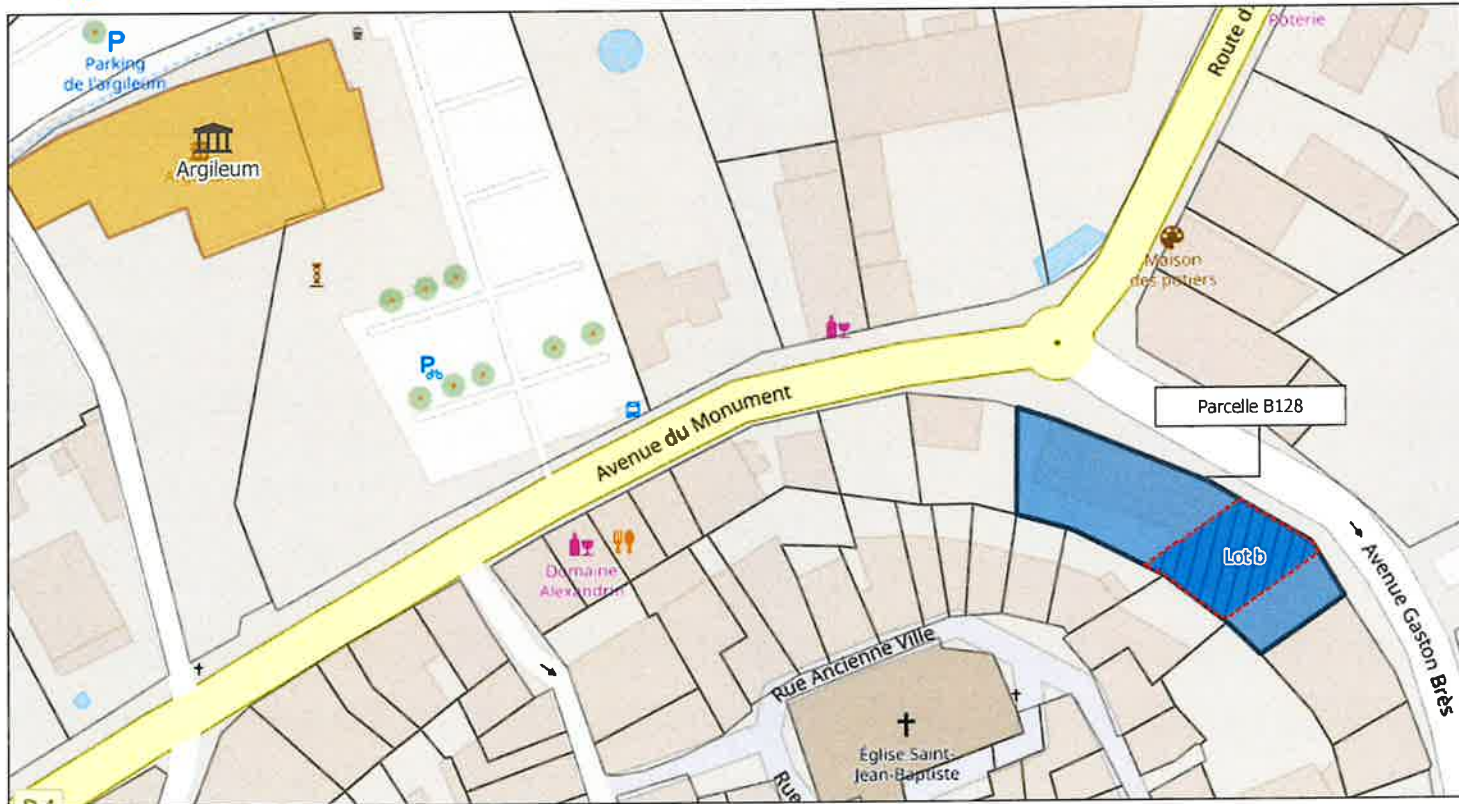 P
Parking
de l'argileum
Argileum
Poterie
Route d
Maison
des potiers
P
Avenue du Monument
Parcelle B128
Lot b
Avenue Gaston Brès
Domaine
Alexandrin
Rue Ancienne Ville
Église Saint-
Jean-Baptiste
Rue